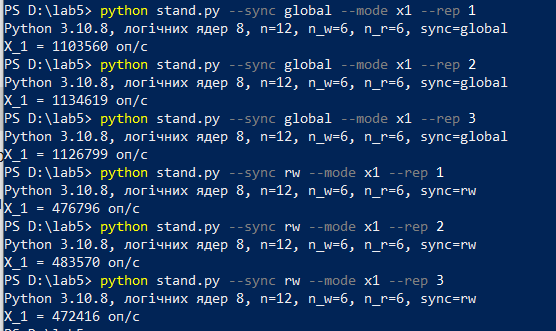 PS D:\lab5> python stand.py --sync global --mode x1 --rep 1
Python 3.10.8, логічних ядер 8, n=12, n_w=6, n_r=6, sync=global
X_1 = 1103560 оп/с
PS D:\lab5> python stand.py --sync global --mode x1 --rep 2
Python 3.10.8, логічних ядер 8, n=12, n_w=6, n_r=6, sync=global
X_1 = 1134619 оп/с
PS D:\lab5> python stand.py --sync global --mode x1 --rep 3
Python 3.10.8, логічних ядер 8, n=12, n_w=6, n_r=6, sync=global
X_1 = 1126799 оп/с
PS D:\lab5> python stand.py --sync rw --mode x1 --rep 1
Python 3.10.8, логічних ядер 8, n=12, n_w=6, n_r=6, sync=rw
X_1 = 476796 оп/с
PS D:\lab5> python stand.py --sync rw --mode x1 --rep 2
Python 3.10.8, логічних ядер 8, n=12, n_w=6, n_r=6, sync=rw
X_1 = 483570 оп/с
PS D:\lab5> python stand.py --sync rw --mode x1 --rep 3
Python 3.10.8, логічних ядер 8, n=12, n_w=6, n_r=6, sync=rw
X_1 = 472416 оп/с